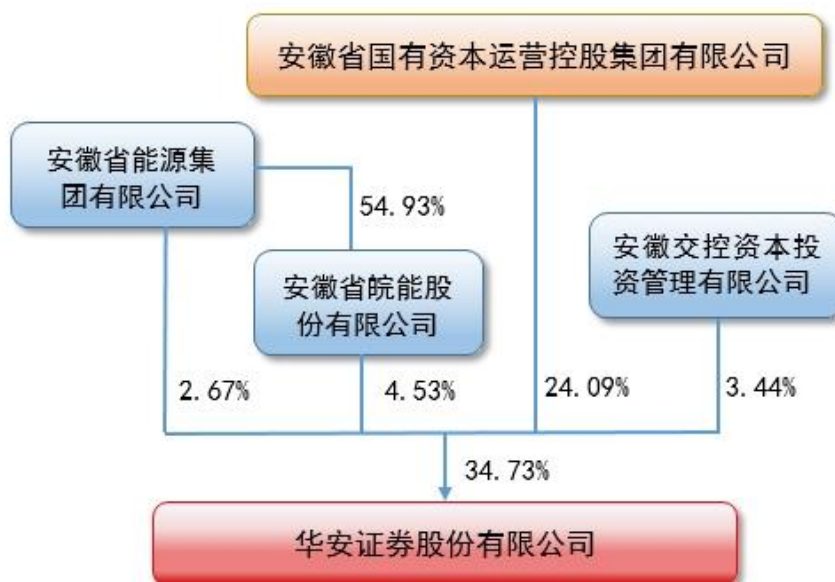 安徽省国有资本运营控股集团有限公司
安徽省能源集
团有限公司
54.93%
安徽省皖能股
份有限公司
安徽交控资本投
资管理有限公司
2.67%
4.53%
24.09%
3.44%
34.73%
华安证券股份有限公司